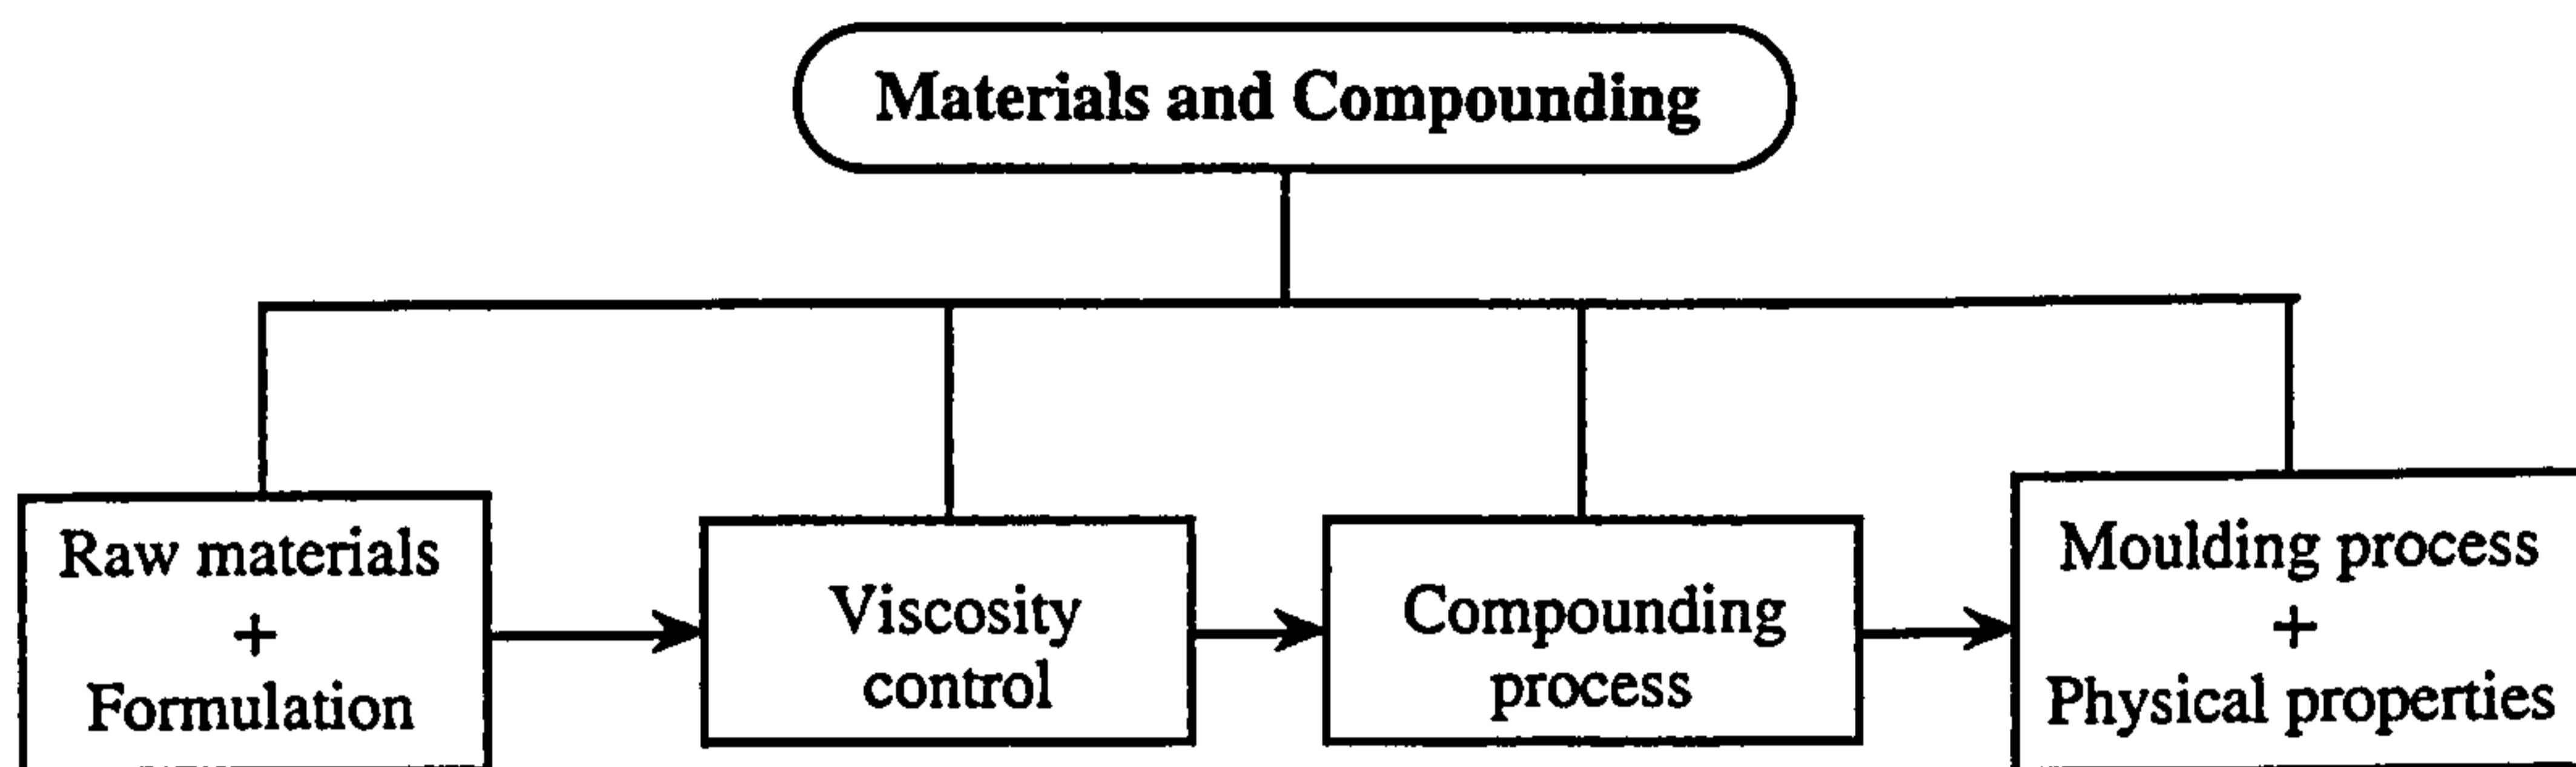 Materials and Compounding
Raw materials
+
Formulation
Viscosity
control
Compounding
process
Moulding process
+
Physical properties